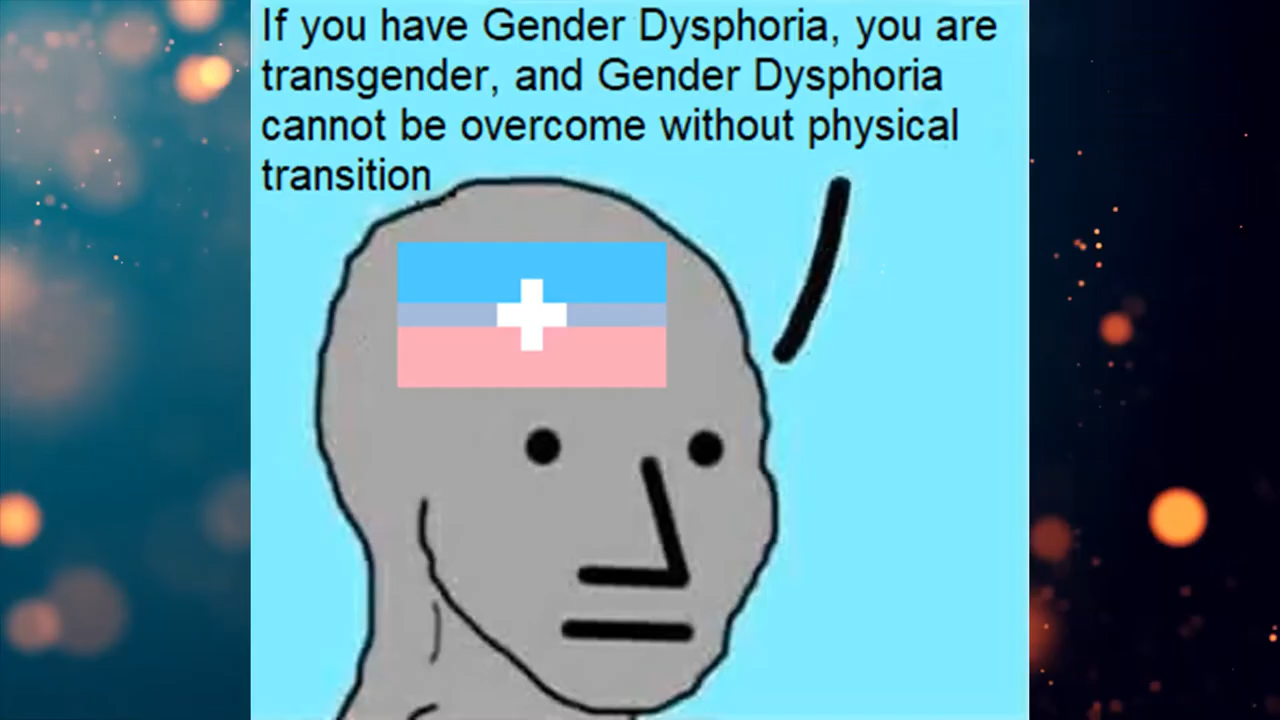 If you have Gender Dysphoria, you are
transgender, and Gender Dysphoria
cannot be overcome without physical
transition